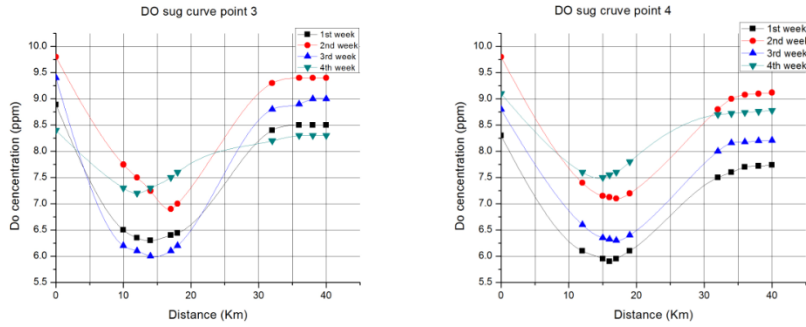 DO sug curve point 3
1st week
2nd week
3rd week
4th week
10.0
9.5
9.0
8.5
8.0
7.5
7.0
6.5
6.0
5.5
Do cencentration (ppm)
0 10 20 30 40
Distance (Km)
DO sug cruve point 4
1st week
2nd week
3rd week
4th week
10.0
9.5
9.0
8.5
8.0
7.5
7.0
6.5
6.0
5.5
Do cencentration (ppm)
0 10 20 30 40
Distance (Km)